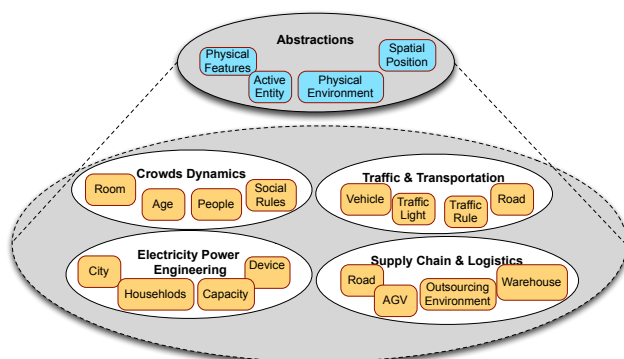 Abstractions
Physical
Features
Spatial
Position
Active
Entity
Physical
Environment
Crowds Dynamics
Room
Age
People
Social
Rules
Traffic & Transportation
Vehicle
Traffic
Light
Traffic
Rule
Road
Electricity Power
Engineering
City
Househlods
Capacity
Device
Supply Chain & Logistics
Road
AGV
Outsourcing
Environment
Warehouse